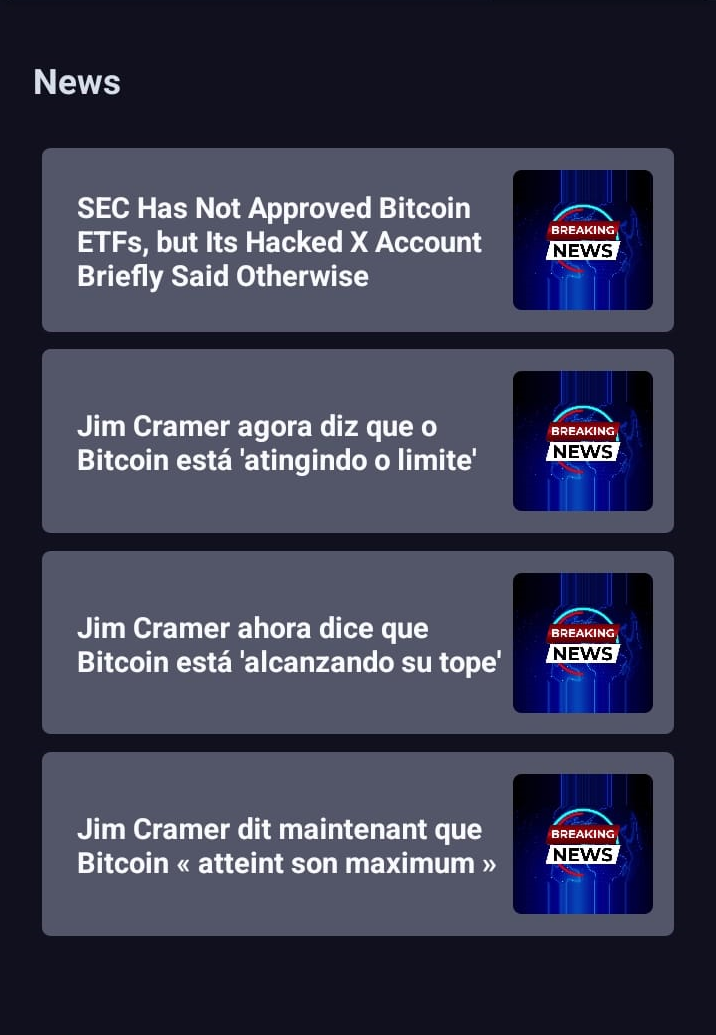 News
SEC Has Not Approved Bitcoin
ETFs, but Its Hacked X Account
Briefly Said Otherwise
BREAKING
NEWS
Jim Cramer agora diz que o
Bitcoin está 'atingindo o limite'
BREAKING
NEWS
Jim Cramer ahora dice que
Bitcoin está 'alcanzando su tope'
BREAKING
NEWS
Jim Cramer dit maintenant que
Bitcoin « atteint son maximum »
BREAKING
NEWS